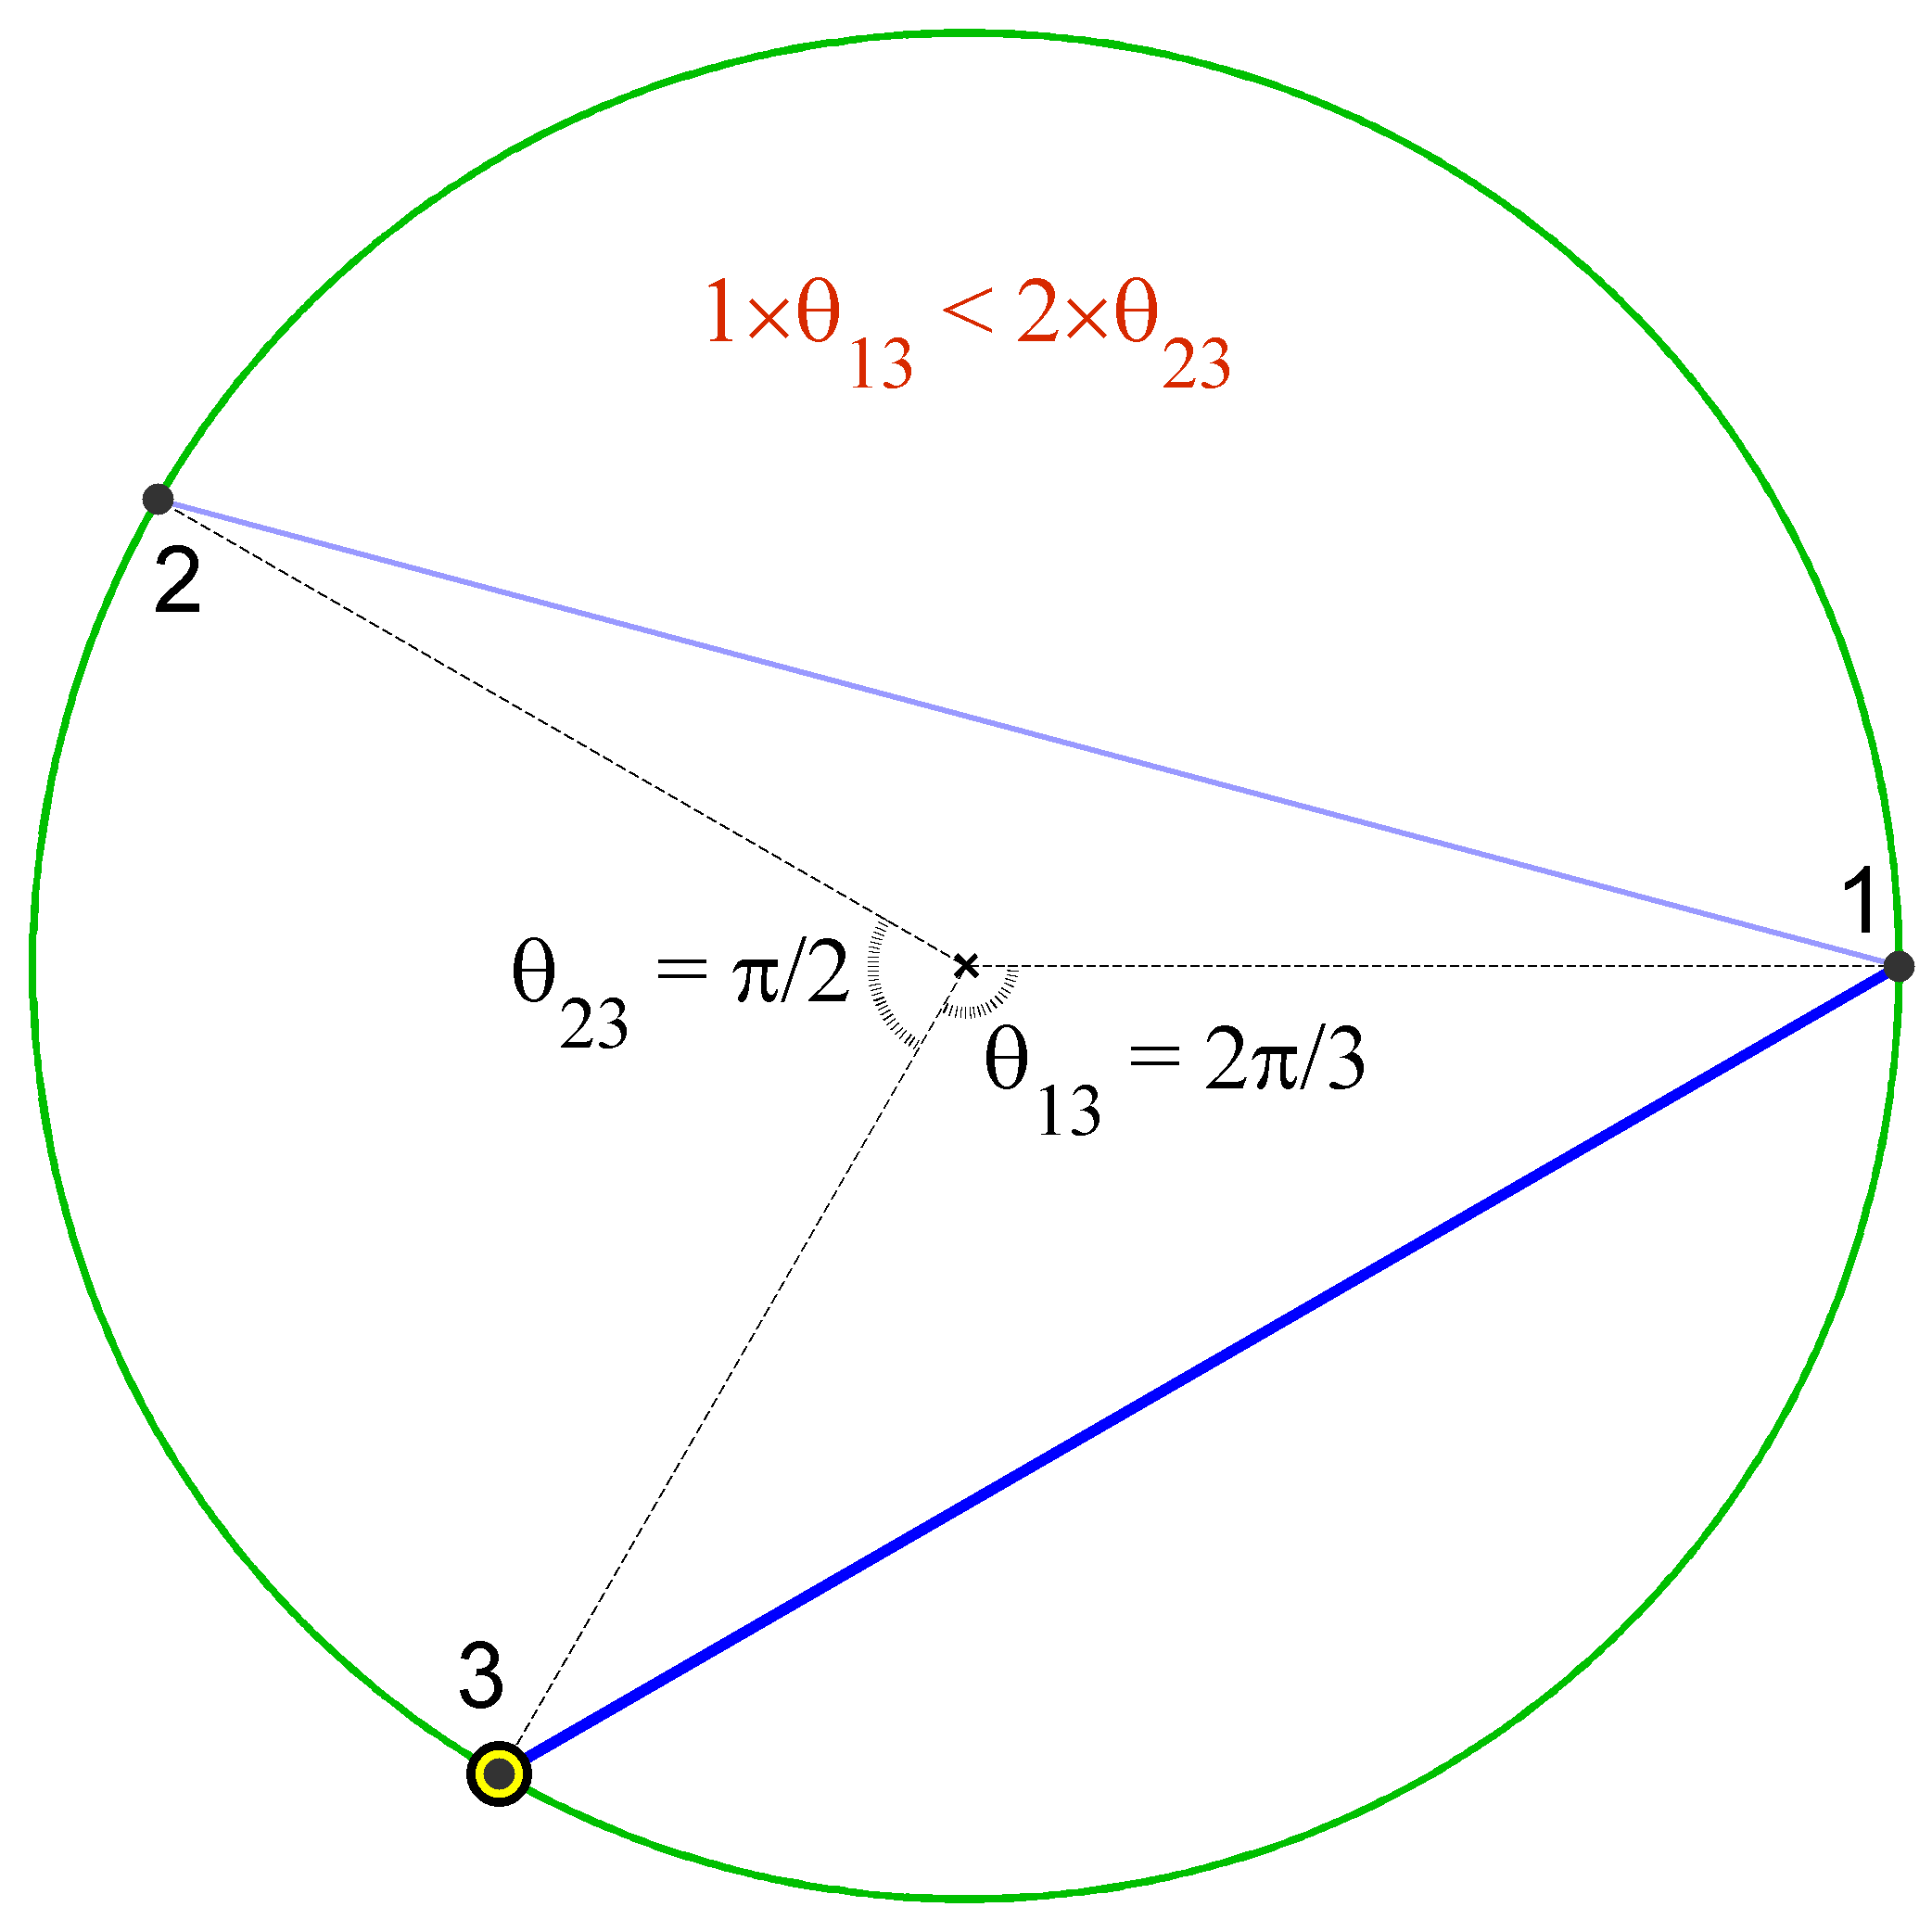 1×θ₁₃ < 2×θ₂₃
2
1
θ₂₃ = π/2
θ₁₃ = 2π/3
3